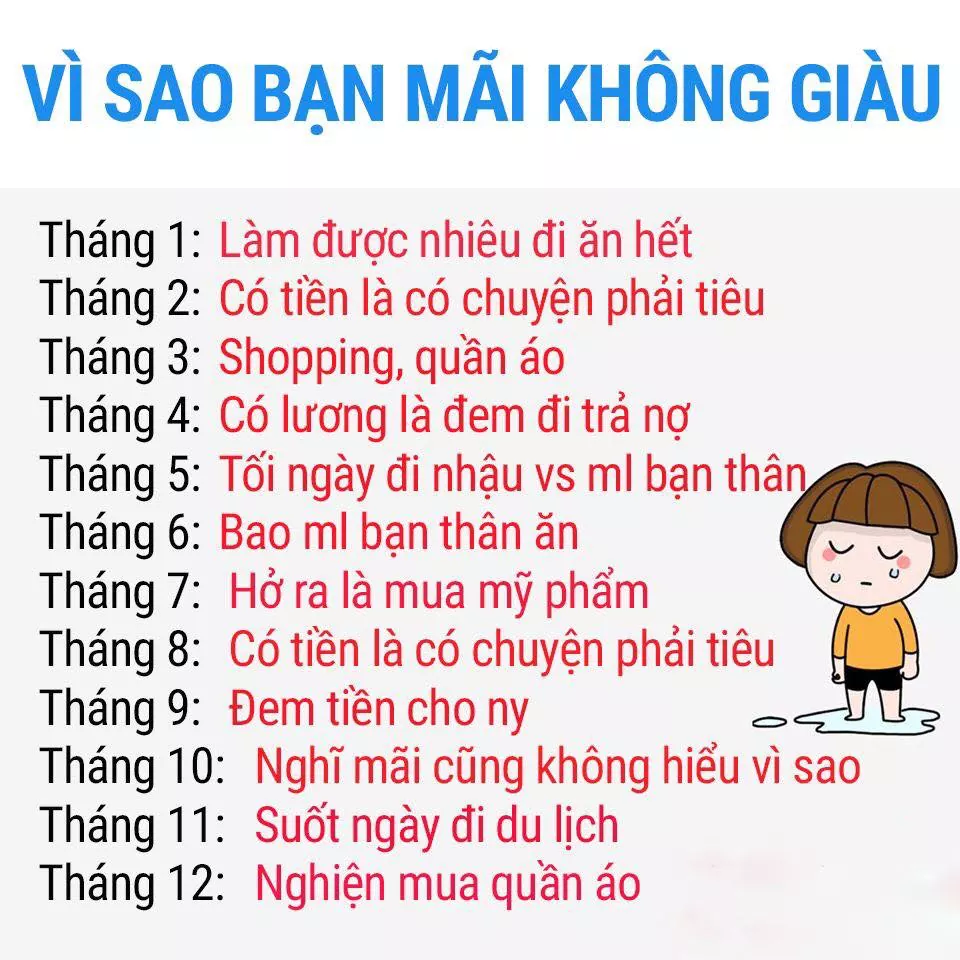 VÌ SAO BẠN MÃI KHÔNG GIÀU
Tháng 1: Làm được nhiêu đi ăn hết
Tháng 2: Có tiền là có chuyện phải tiêu
Tháng 3: Shopping, quần áo
Tháng 4: Có lương là đem đi trả nợ
Tháng 5: Tối ngày đi nhậu vs ml bạn thân
Tháng 6: Bao ml bạn thân ăn
Tháng 7: Hở ra là mua mỹ phẩm
Tháng 8: Có tiền là có chuyện phải tiêu
Tháng 9: Đem tiền cho ny
Tháng 10: Nghĩ mãi cũng không hiểu vì sao
Tháng 11: Suốt ngày đi du lịch
Tháng 12: Nghiện mua quần áo